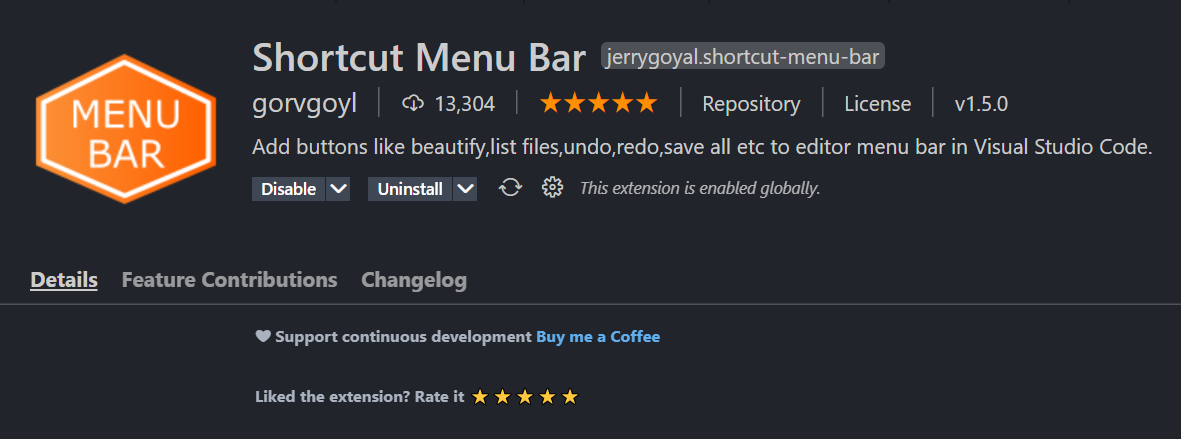 MENU
BAR
Shortcut Menu Bar jerrygoyal.shortcut-menu-bar
gorvgoyl 13,304 Repository License v1.5.0
Add buttons like beautify,list files,undo,redo,save all etc to editor menu bar in Visual Studio Code.
Disable Uninstall This extension is enabled globally.
Details Feature Contributions Changelog
Support continuous development Buy me a Coffee
Liked the extension? Rate it